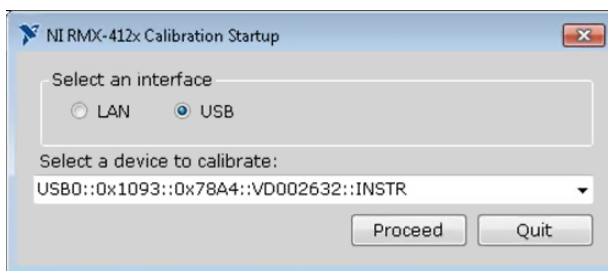 NI RMX-412x Calibration Startup
Select an interface
LAN USB
Select a device to calibrate:
USB0::0x1093::0x78A4::VD002632::INSTR
Proceed Quit